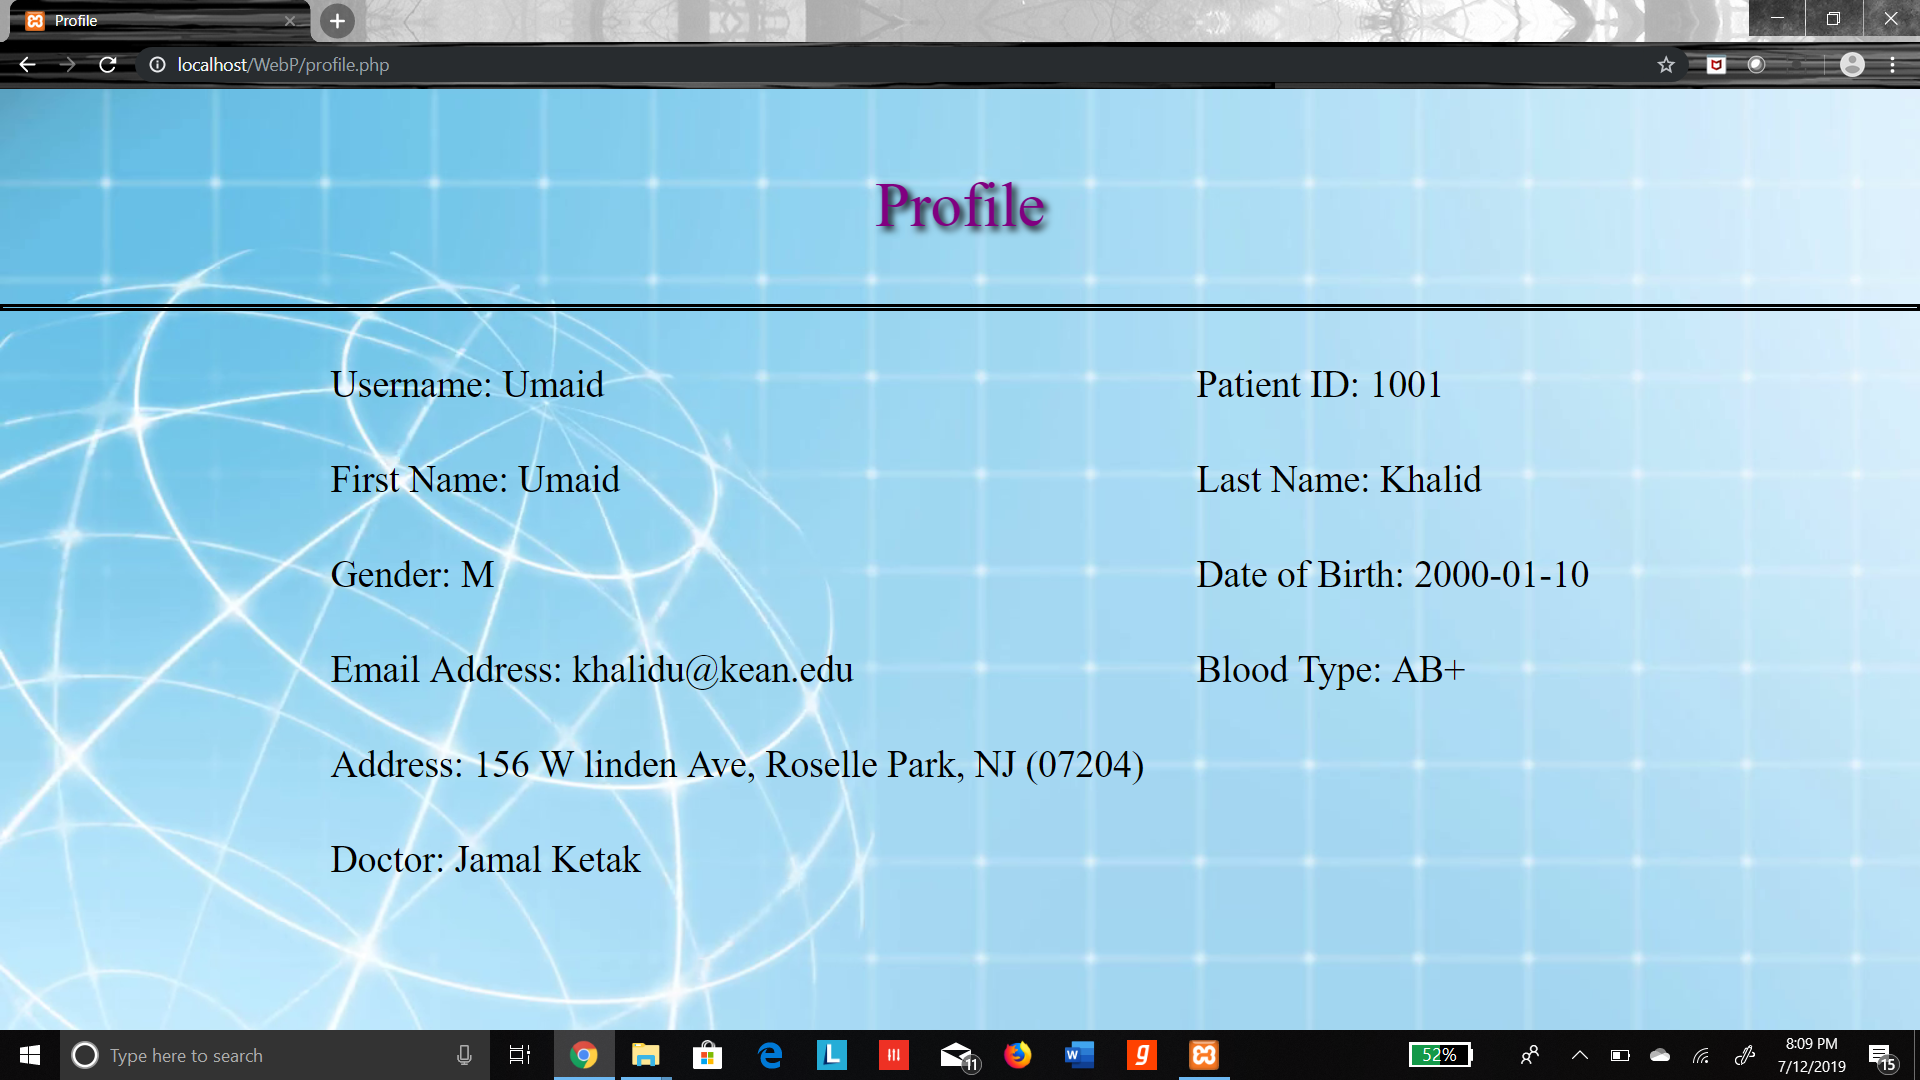 Profile
localhost/WebP/profile.php
Profile
Username: Umaid
Patient ID: 1001
First Name: Umaid
Last Name: Khalid
Gender: M
Date of Birth: 2000-01-10
Email Address: khalidu@kean.edu
Blood Type: AB+
Address: 156 W linden Ave, Roselle Park, NJ (07204)
Doctor: Jamal Ketak
Type here to search
L
11
W
g
52%
8:09 PM
7/12/2019
15